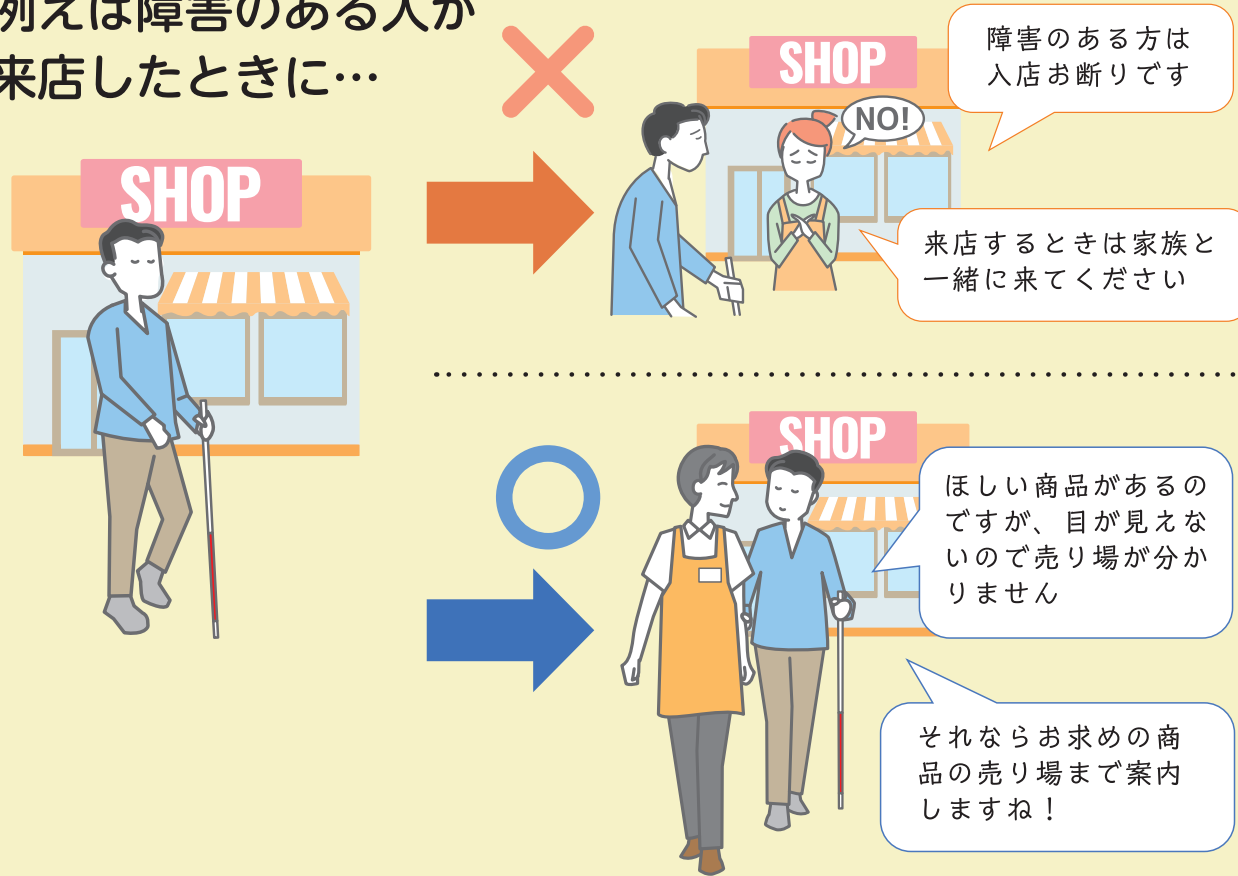 例えば障害のある人が
来店したときに…
SHOP
SHOP
NO!
障害のある方は
入店お断りです
来店するときは家族と
一緒に来てください
SHOP
ほしい商品があるの
ですが、目が見えな
いので売り場が分か
りません
それならお求めの商
品の売り場まで案内
しますね！